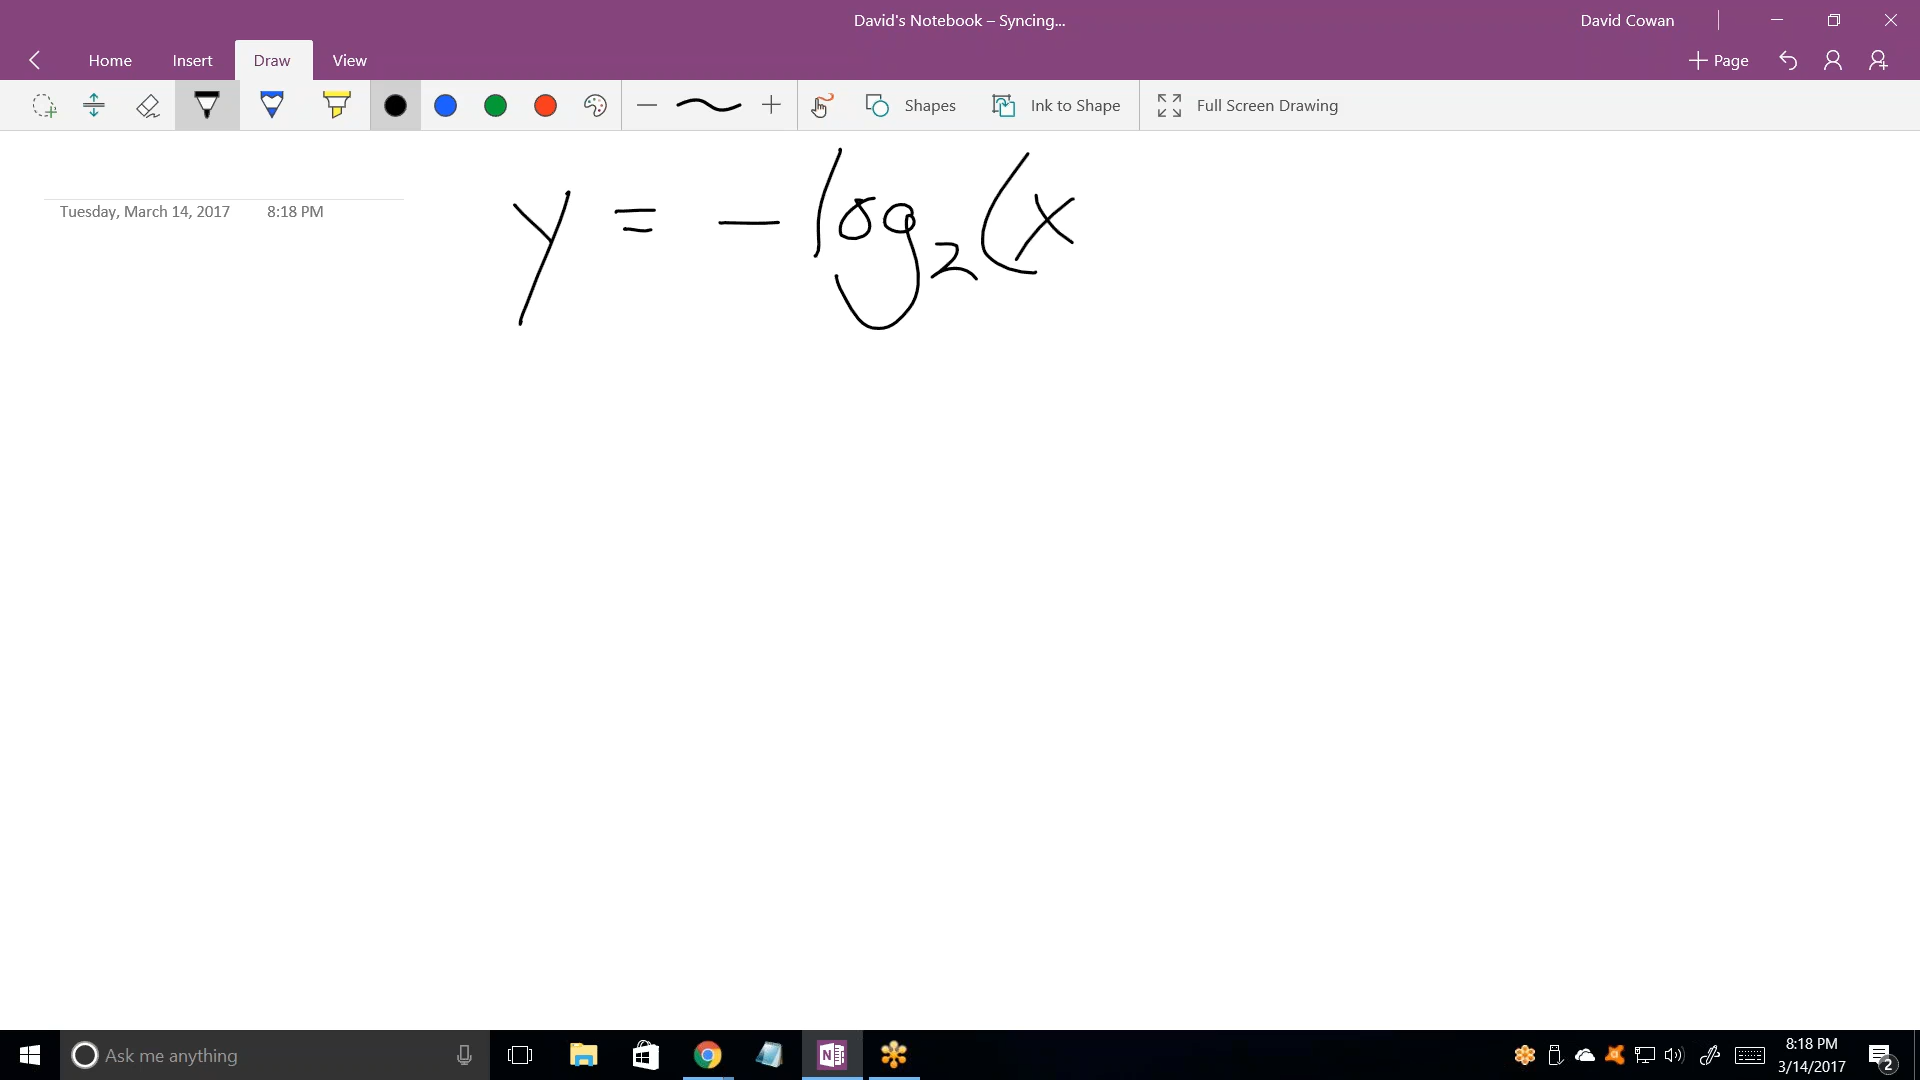 David's Notebook – Syncing...
David Cowan
Home Insert Draw View
Page
Shapes Ink to Shape Full Screen Drawing
Tuesday, March 14, 2017 8:18 PM
y = - log₂(x
Ask me anything
8:18 PM
3/14/2017
2